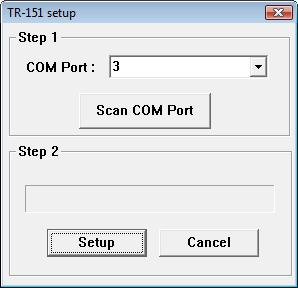 TR-151 setup
Step 1
COM Port : 3
Scan COM Port
Step 2
Setup Cancel